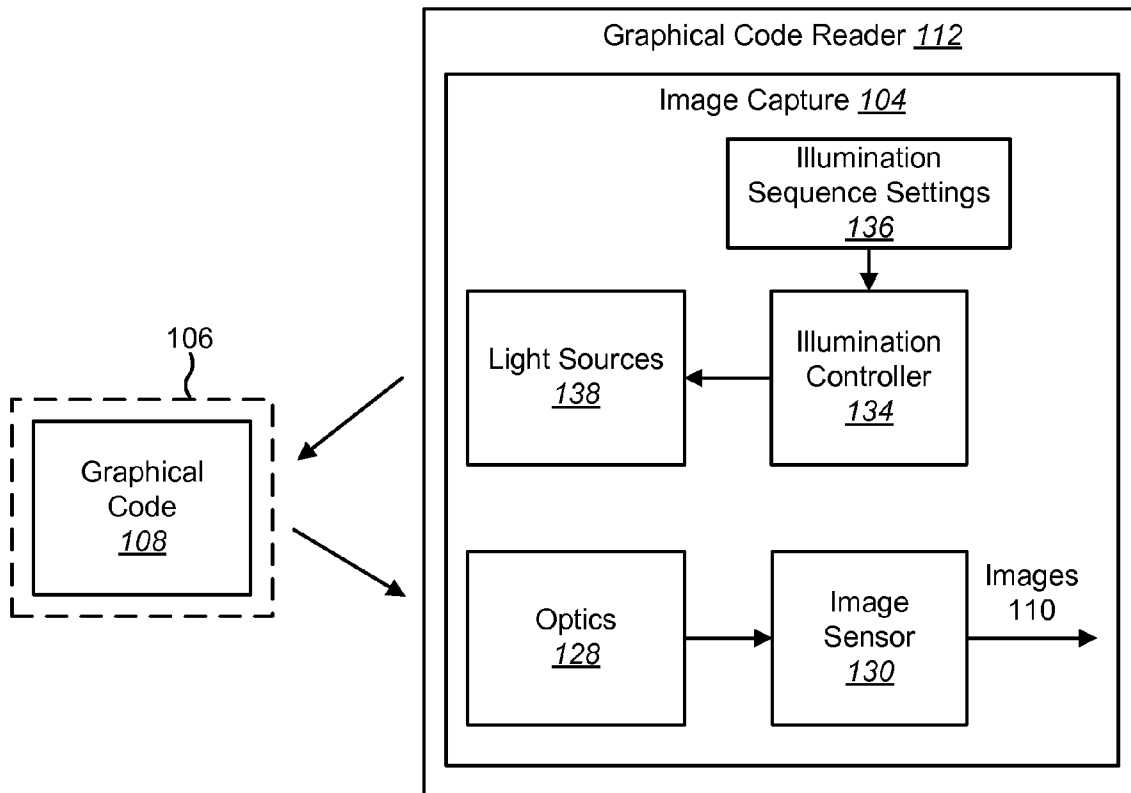 Graphical Code Reader 112
Image Capture 104
Illumination
Sequence Settings
136
Light Sources
138
Illumination
Controller
134
106
Graphical
Code
108
Optics
128
Image
Sensor
130
Images
110